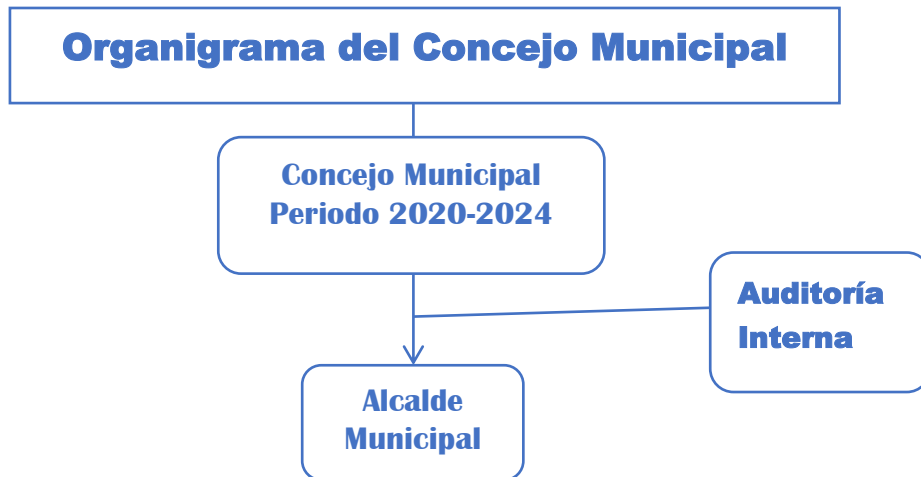 Organigrama del Concejo Municipal
Concejo Municipal
Periodo 2020-2024
Auditoría
Interna
Alcalde
Municipal